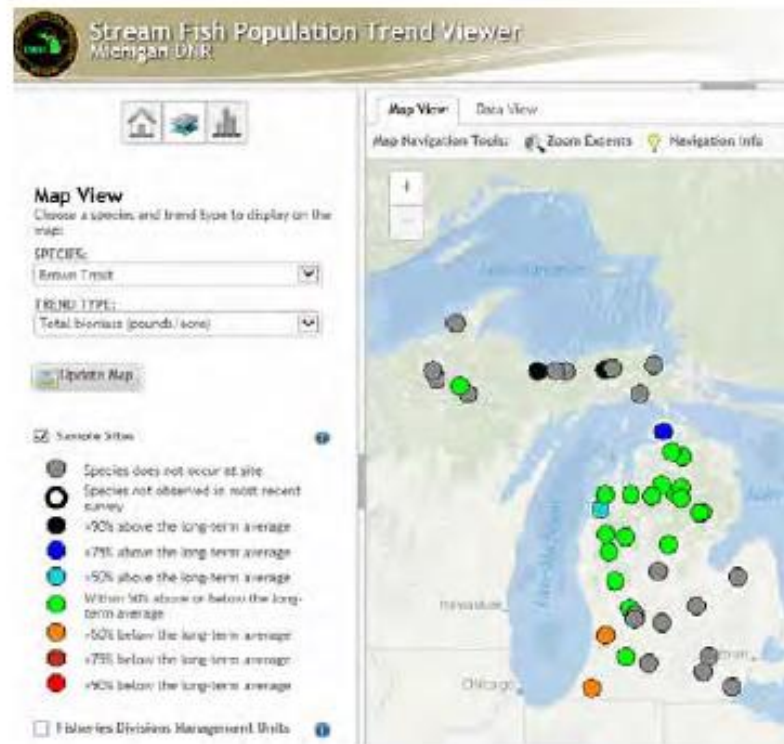 Stream Fish Population Trend Viewer
Michigan DNR
Map View
Data View
Map Navigation Tools:
Zoom Extents
Navigation Info
+
Map View
Choose a species and trend type to display on the
map:
SPECIES:
Brown Trout
TREND TYPE:
Total biomass (pounds/acre)
Update Map
Sample Sites
Species does not occur at site
Species not observed in most recent
survey
>90% above the long-term average
>75% above the long-term average
>50% above the long-term average
Within 50% above or below the long-
term average
>50% below the long-term average
>75% below the long-term average
>90% below the long-term average
Fisheries Divisions Management Units
Milwaukee
Chicago